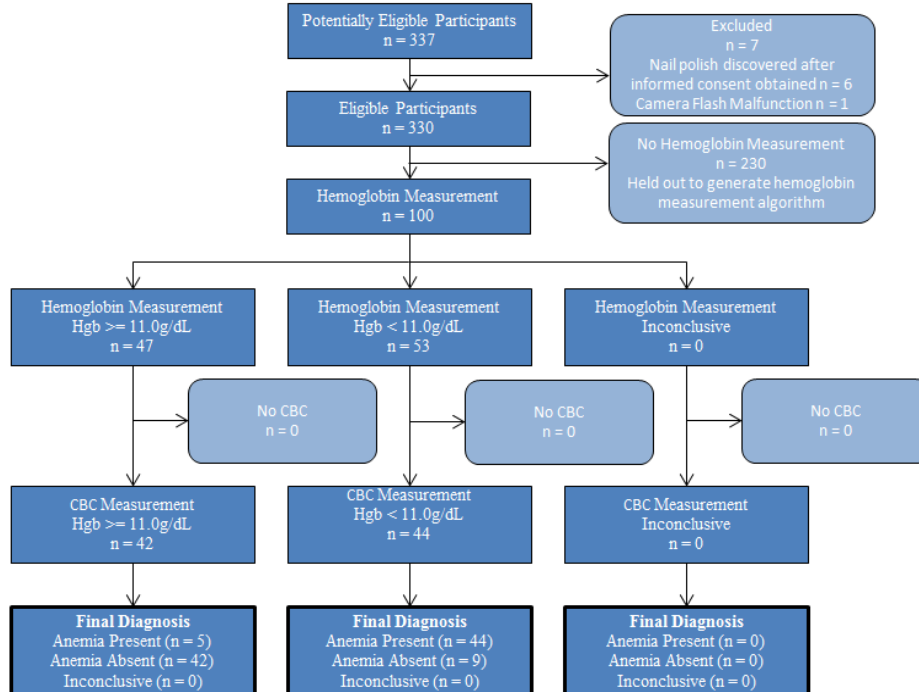 Potentially Eligible Participants
n = 337
Excluded
n = 7
Nail polish discovered after
informed consent obtained n = 6
Camera Flash Malfunction n = 1
Eligible Participants
n = 330
No Hemoglobin Measurement
n = 230
Held out to generate hemoglobin
measurement algorithm
Hemoglobin Measurement
n = 100
Hemoglobin Measurement
Hgb >= 11.0g/dL
n = 47
Hemoglobin Measurement
Hgb < 11.0g/dL
n = 53
Hemoglobin Measurement
Inconclusive
n = 0
No CBC
n = 0
No CBC
n = 0
No CBC
n = 0
CBC Measurement
Hgb >= 11.0g/dL
n = 42
CBC Measurement
Hgb < 11.0g/dL
n = 44
CBC Measurement
Inconclusive
n = 0
Final Diagnosis
Anemia Present (n = 5)
Anemia Absent (n = 42)
Inconclusive (n = 0)
Final Diagnosis
Anemia Present (n = 44)
Anemia Absent (n = 9)
Inconclusive (n = 0)
Final Diagnosis
Anemia Present (n = 0)
Anemia Absent (n = 0)
Inconclusive (n = 0)